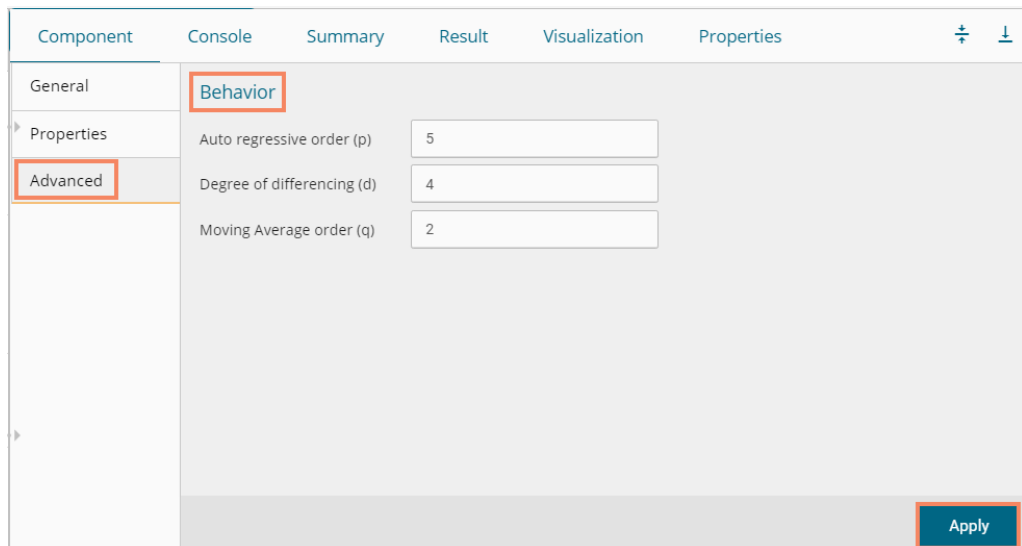 Component Console Summary Result Visualization Properties
General
Properties
Advanced
Behavior
Auto regressive order (p) 5
Degree of differencing (d) 4
Moving Average order (q) 2
Apply